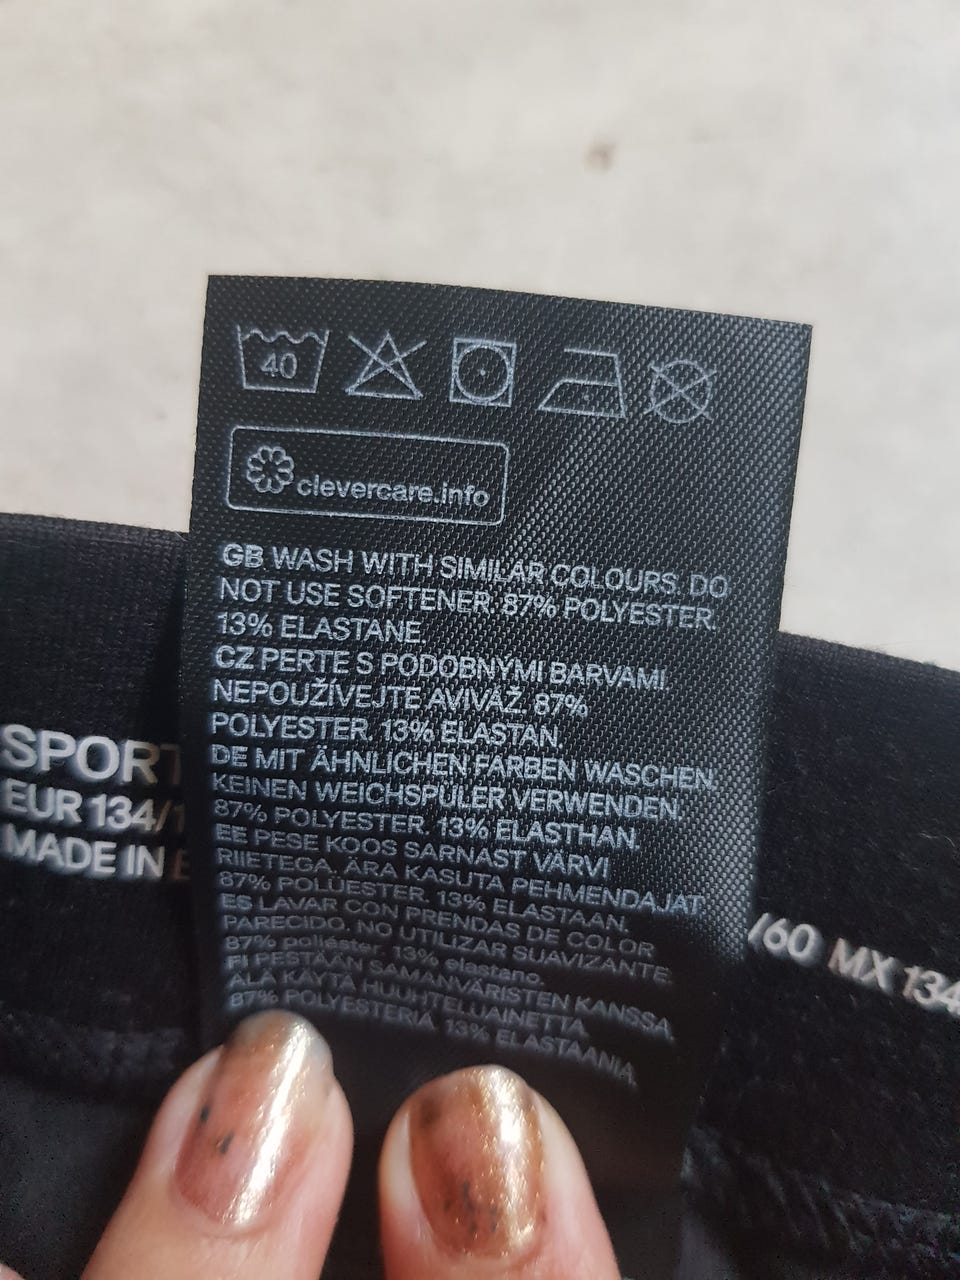 40
clevercare.info
GB WASH WITH SIMILAR COLOURS. DO
NOT USE SOFTENER. 87% POLYESTER.
13% ELASTANE.
CZ PERTE S PODOBNÝMI BARVAMI.
NEPOUŽÍVEJTE AVIVÁŽ. 87%
POLYESTER. 13% ELASTAN.
DE MIT ÄHNLICHEN FARBEN WASCHEN.
KEINEN WEICHSPÜLER VERWENDEN.
87% POLYESTER. 13% ELASTHAN.
EE PESE KOOS SARNAST VÄRVI
RIIETEGA. ÄRA KASUTA PEHMENDAJAT.
87% POLÜESTER. 13% ELASTAAN.
ES LAVAR CON PRENDAS DE COLOR
PARECIDO. NO UTILIZAR SUAVIZANTE.
87% poliéster. 13% elastano.
FI PESTÄÄN SAMANVÄRISTEN KANSSA
ÄLÄ KÄYTÄ HUUHTELUAINETTA.
87% POLYESTERIÄ. 13% ELASTAANIA.
SPORT
EUR 134/1
MADE IN
/60 MX 134